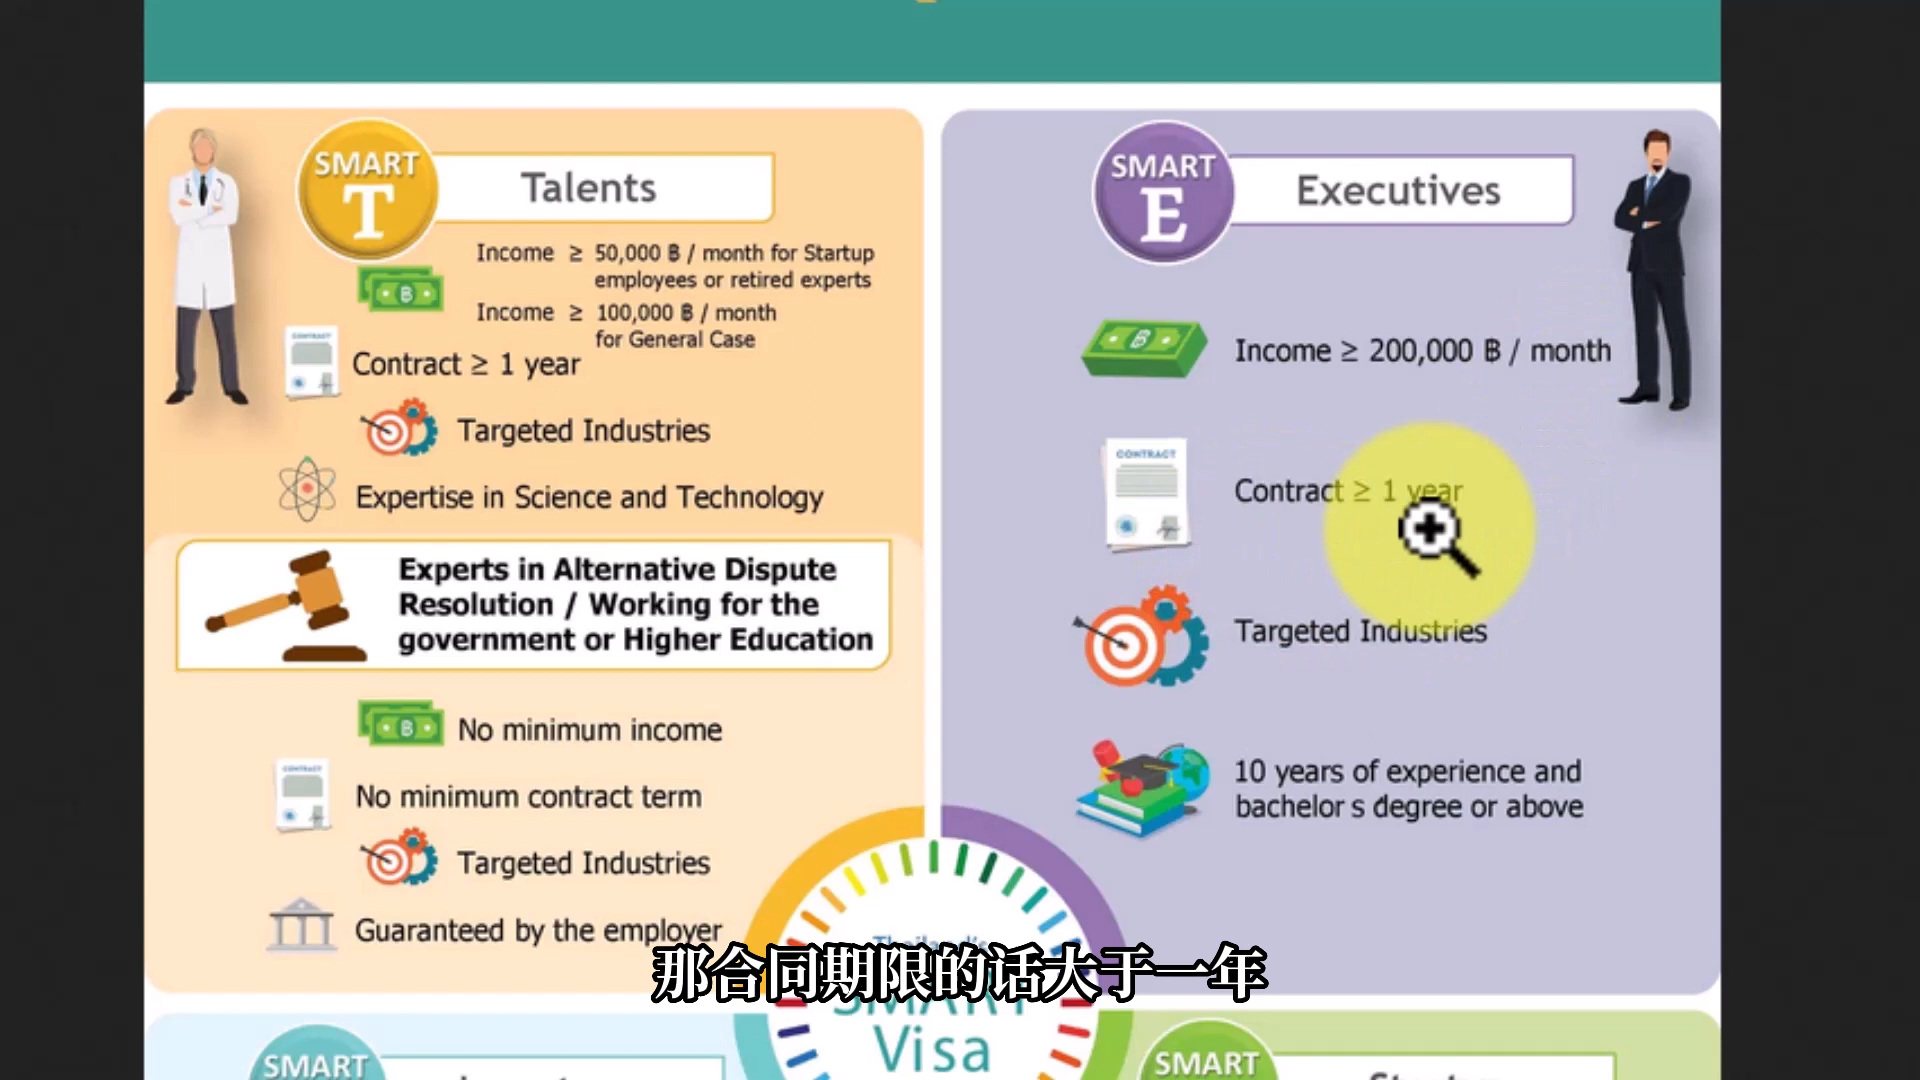 SMART
T
Talents
Income ≥ 50,000 ฿ / month for Startup
employees or retired experts
Income ≥ 100,000 ฿ / month
for General Case
CONTRACT
Contract ≥ 1 year
Targeted Industries
Expertise in Science and Technology
Experts in Alternative Dispute
Resolution / Working for the
government or Higher Education
No minimum income
CONTRACT
No minimum contract term
Targeted Industries
Guaranteed by the employer
SMART
E
Executives
Income ≥ 200,000 ฿ / month
CONTRACT
Contract ≥ 1 year
Targeted Industries
10 years of experience and
bachelor s degree or above
那合同期限的话大于一年
Thailand's
SMART
Visa
SMART
SMART